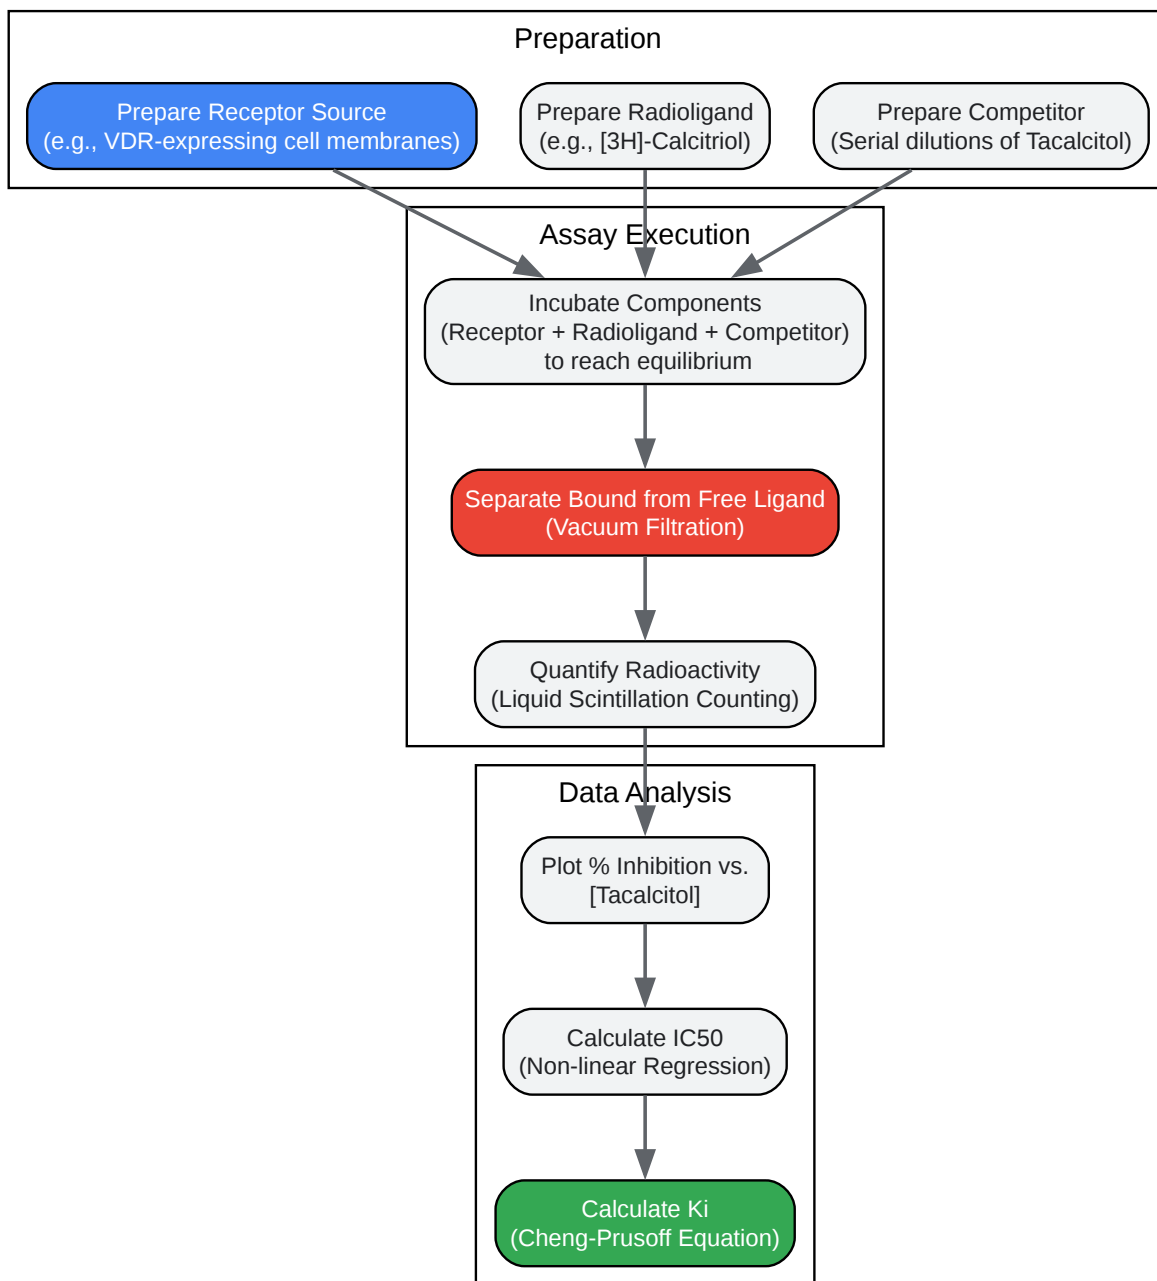 Preparation
Prepare Receptor Source
(e.g., VDR-expressing cell membranes)
Prepare Radioligand
(e.g., [3H]-Calcitriol)
Prepare Competitor
(Serial dilutions of Tacalcitol)
Assay Execution
Incubate Components
(Receptor + Radioligand + Competitor)
to reach equilibrium
Separate Bound from Free Ligand
(Vacuum Filtration)
Quantify Radioactivity
(Liquid Scintillation Counting)
Data Analysis
Plot % Inhibition vs.
[Tacalcitol]
Calculate IC50
(Non-linear Regression)
Calculate Ki
(Cheng-Prusoff Equation)